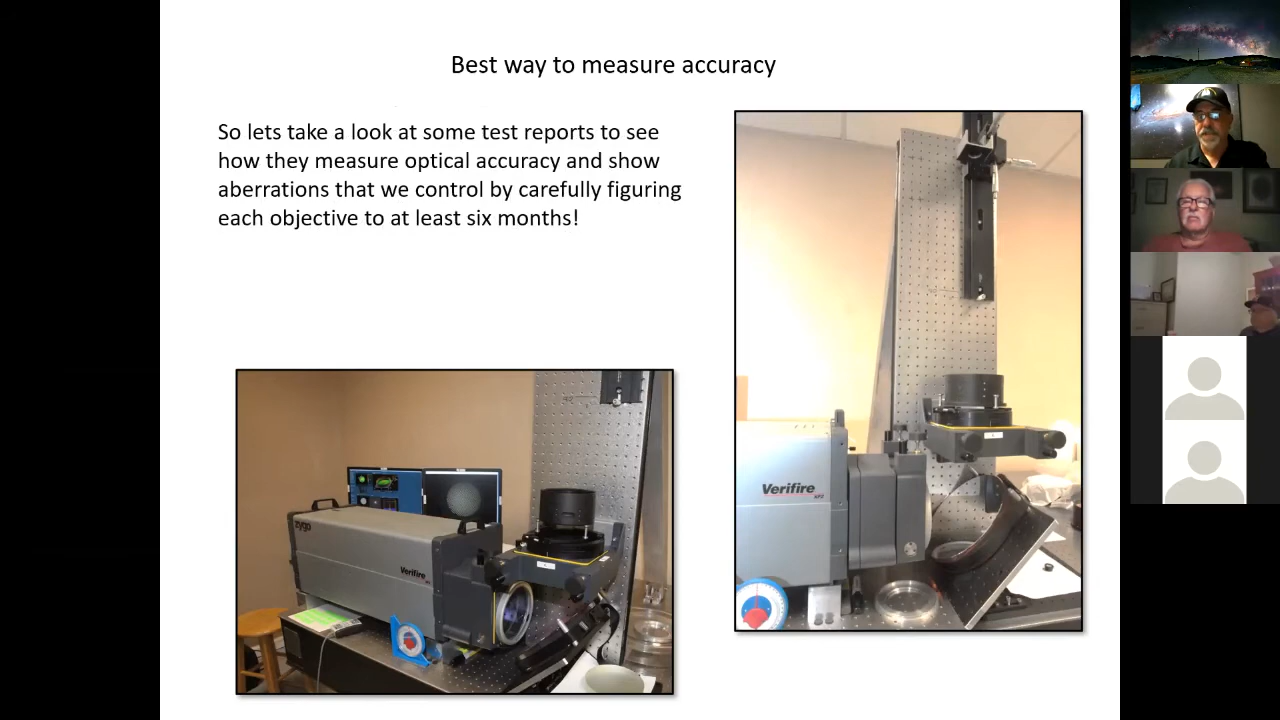 Best way to measure accuracy
So lets take a look at some test reports to see
how they measure optical accuracy and show
aberrations that we control by carefully figuring
each objective to at least six months!
zygo
Verifire
Verifire